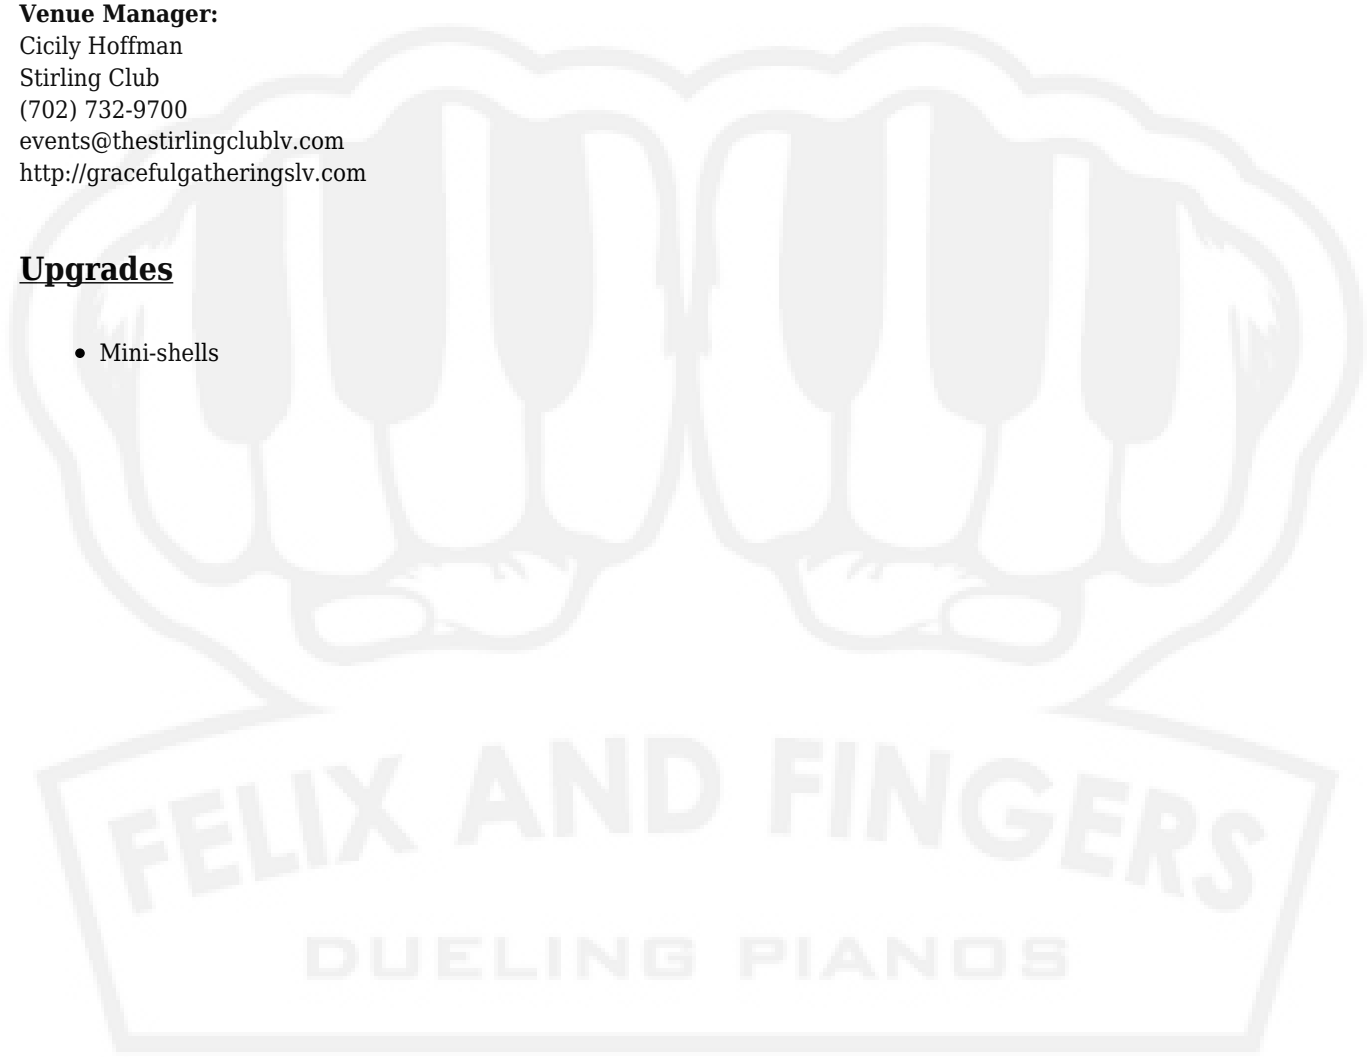 Venue Manager:
Cicily Hoffman
Stirling Club
(702) 732-9700
events@thestirlingclublv.com
http://gracefulgatheringslv.com
Upgrades
• Mini-shells
FELIX AND FINGERS
DUELING PIANOS